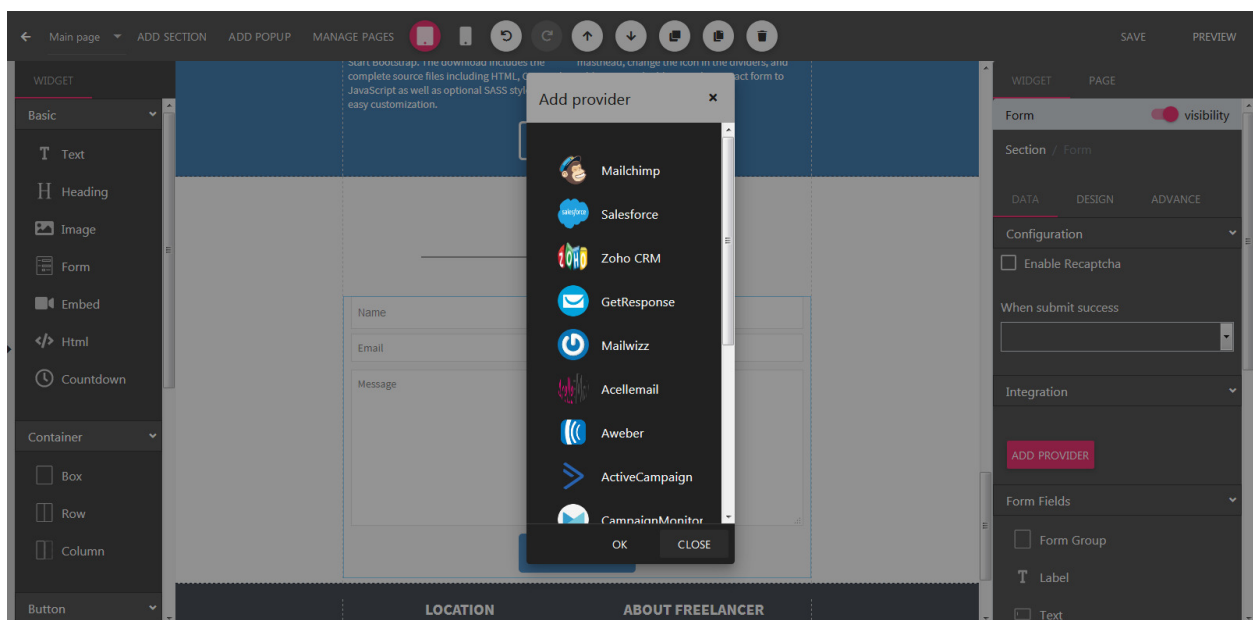 Main page
ADD SECTION
ADD POPUP
MANAGE PAGES
SAVE
PREVIEW
WIDGET
Basic
Text
Heading
Image
Form
Embed
Html
Countdown
Container
Box
Row
Column
Button
Start Bootstrap. The download includes the
complete source files including HTML,
JavaScript as well as optional SASS
easy customization.
masthead, change the icon in the dividers, and
form to
Name
Email
Message
LOCATION
ABOUT FREELANCER
Add provider
Mailchimp
salesforce
Salesforce
ZOHO
Zoho CRM
GetResponse
Mailwizz
Acellemail
Aweber
ActiveCampaign
CampaignMonitor
OK
CLOSE
WIDGET
PAGE
Form
visibility
Section / Form
DATA
DESIGN
ADVANCE
Configuration
Enable Recaptcha
When submit success
Integration
ADD PROVIDER
Form Fields
Form Group
Label
Text